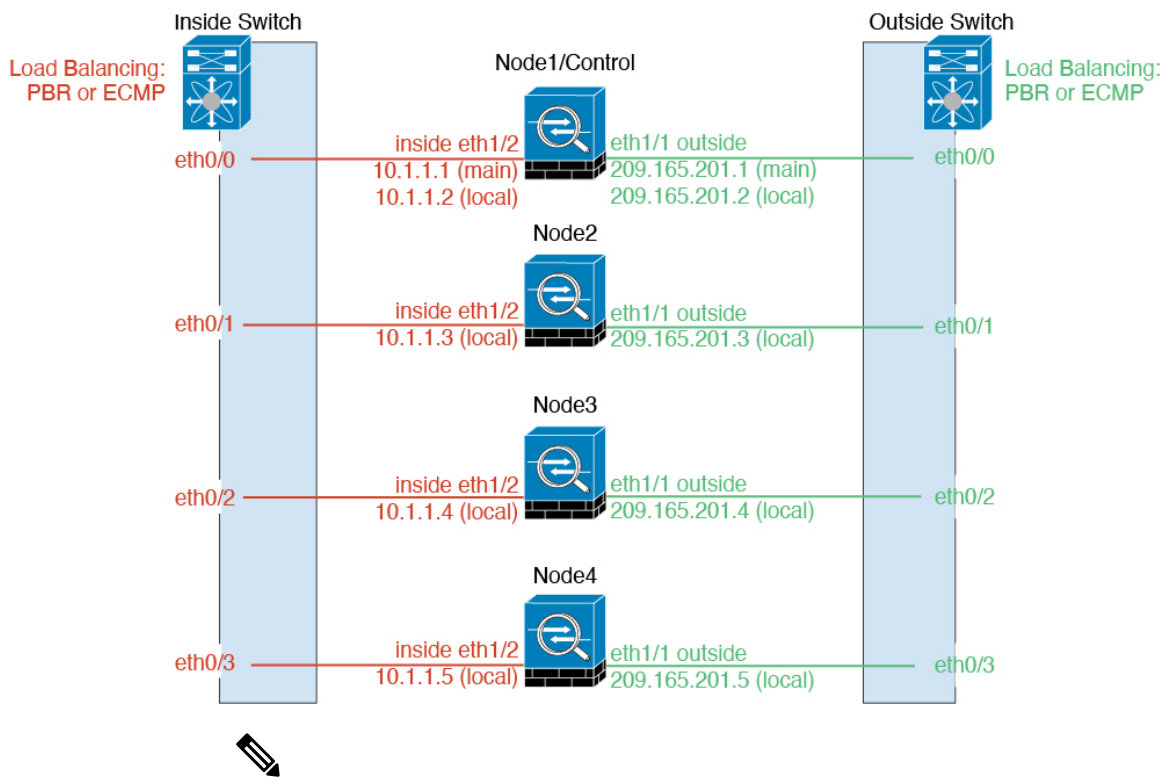 Inside Switch
Outside Switch
Load Balancing:
PBR or ECMP
Node1/Control
Load Balancing:
PBR or ECMP
eth0/0
inside eth1/2
10.1.1.1 (main)
10.1.1.2 (local)
eth1/1 outside
209.165.201.1 (main)
209.165.201.2 (local)
eth0/0
Node2
eth0/1
inside eth1/2
10.1.1.3 (local)
eth1/1 outside
209.165.201.3 (local)
eth0/1
Node3
eth0/2
inside eth1/2
10.1.1.4 (local)
eth1/1 outside
209.165.201.4 (local)
eth0/2
Node4
eth0/3
inside eth1/2
10.1.1.5 (local)
eth1/1 outside
209.165.201.5 (local)
eth0/3